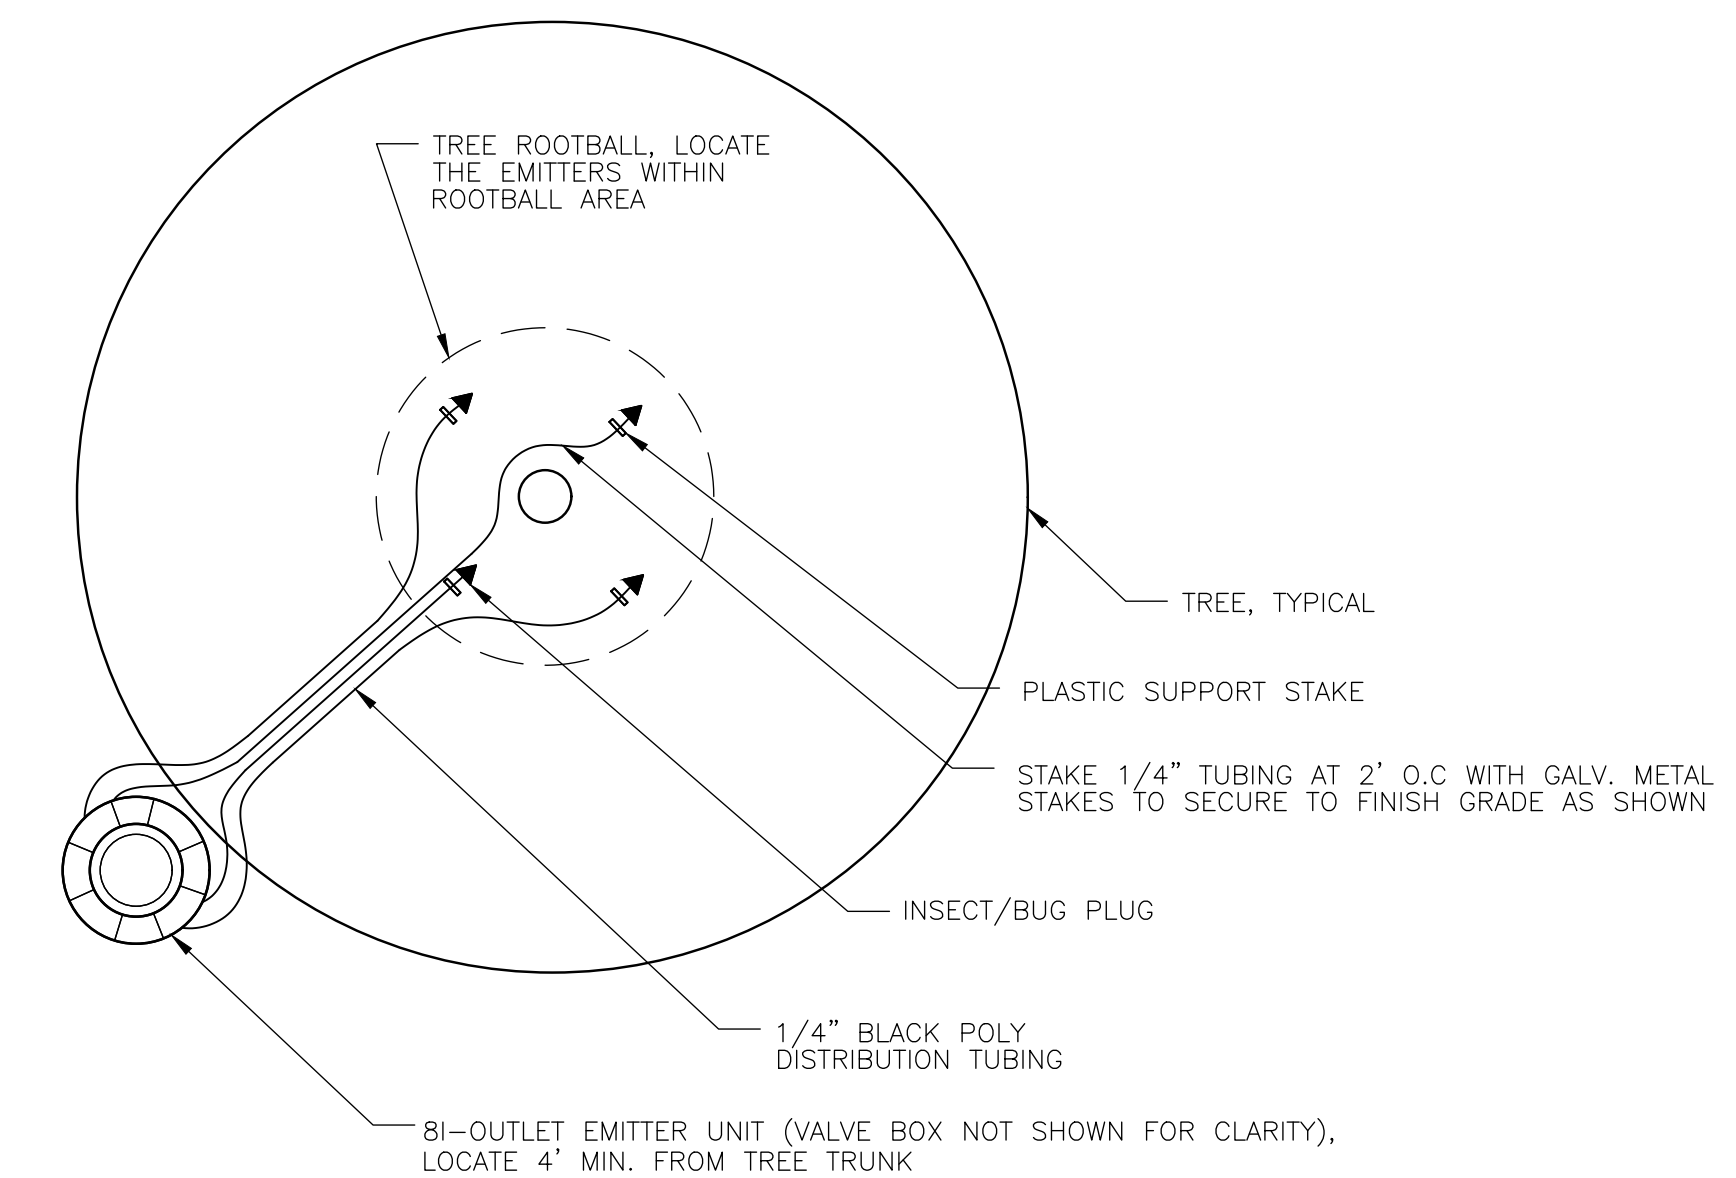 TREE ROOTBALL, LOCATE
THE EMITTERS WITHIN
ROOTBALL AREA
TREE, TYPICAL
PLASTIC SUPPORT STAKE
STAKE 1/4" TUBING AT 2' O.C WITH GALV. METAL
STAKES TO SECURE TO FINISH GRADE AS SHOWN
INSECT/BUG PLUG
1/4" BLACK POLY
DISTRIBUTION TUBING
8I-OUTLET EMITTER UNIT (VALVE BOX NOT SHOWN FOR CLARITY),
LOCATE 4' MIN. FROM TREE TRUNK